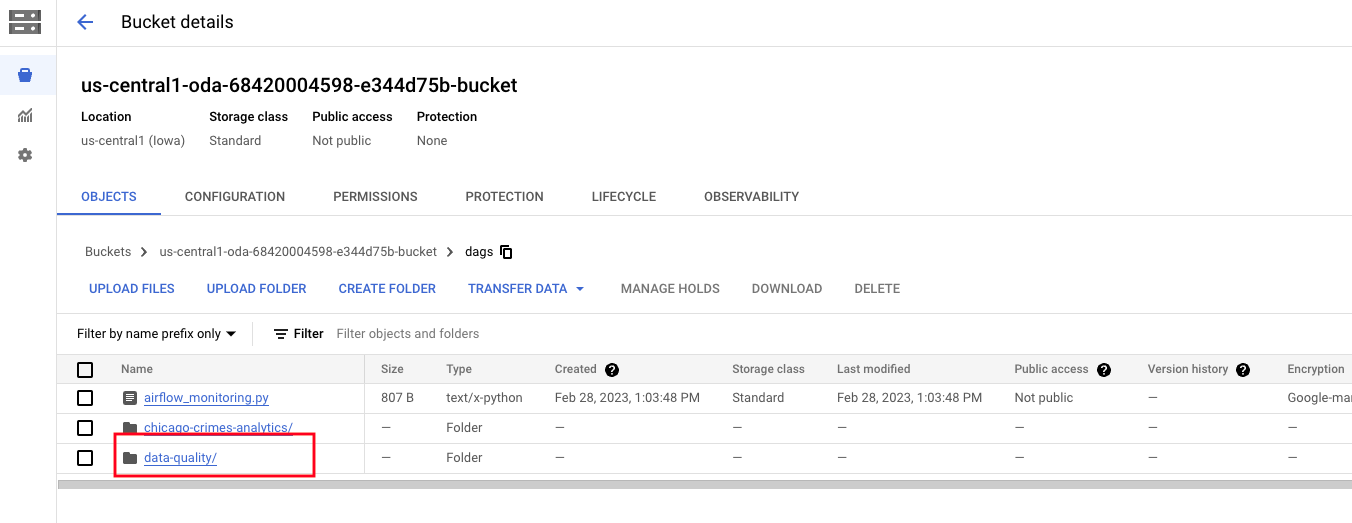 Bucket details
us-central1-oda-68420004598-e344d75b-bucket
Location Storage class Public access Protection
us-central1 (Iowa) Standard Not public None
OBJECTS CONFIGURATION PERMISSIONS PROTECTION LIFECYCLE OBSERVABILITY
Buckets us-central1-oda-68420004598-e344d75b-bucket dags
UPLOAD FILES UPLOAD FOLDER CREATE FOLDER TRANSFER DATA MANAGE HOLDS DOWNLOAD DELETE
Filter by name prefix only Filter Filter objects and folders
Name Size Type Created Storage class Last modified Public access Version history Encryption
airflow_monitoring.py 807 B text/x-python Feb 28, 2023, 1:03:48 PM Standard Feb 28, 2023, 1:03:48 PM Not public — Google-mar
chicago-crimes-analytics/ — Folder — — — — — —
data-quality/ — Folder — — — — — —